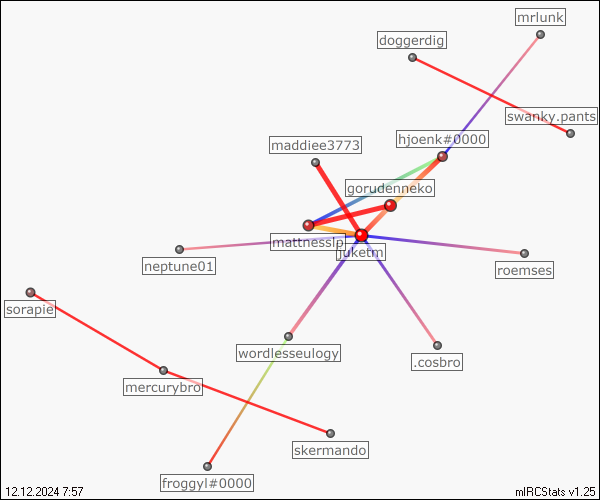 mrlunk
doggerdig
swanky.pants
hjoenk#0000
maddiee3773
gorudenneko
mattnesslp
juketm
neptune01
roemses
sorapie
wordlesseulogy
.cosbro
mercurybro
skermando
froggyl#0000
12.12.2024 7:57
mIRCStats v1.25